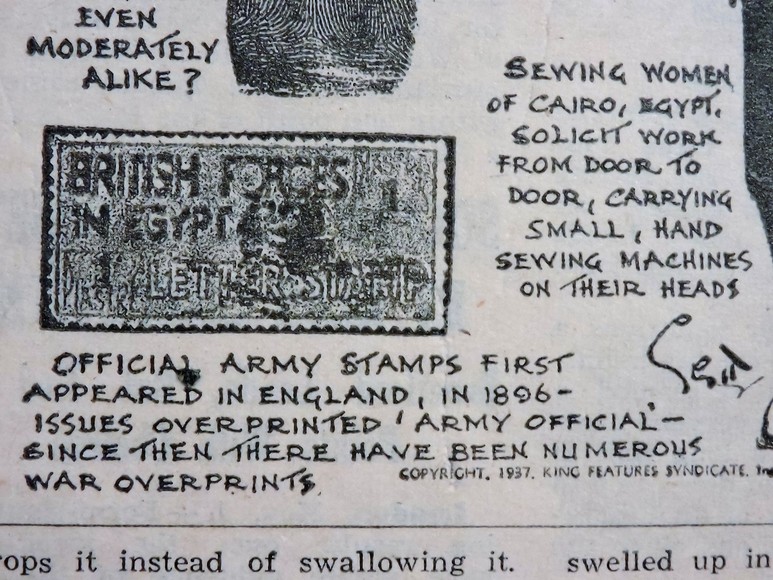 EVEN
MODERATELY
ALIKE?
BRITISH FORCES
IN EGYPT
LETTER STAMP
SEWING WOMEN
OF CAIRO, EGYPT,
SOLICIT WORK
FROM DOOR TO
DOOR, CARRYING
SMALL, HAND
SEWING MACHINES
ON THEIR HEADS
OFFICIAL ARMY STAMPS FIRST
APPEARED IN ENGLAND, IN 1896-
ISSUES OVERPRINTED 'ARMY OFFICIAL'-
SINCE THEN THERE HAVE BEEN NUMEROUS
WAR OVERPRINTS
COPYRIGHT, 1937, KING FEATURES SYNDICATE,
rops it instead of swallowing it.
swelled up in